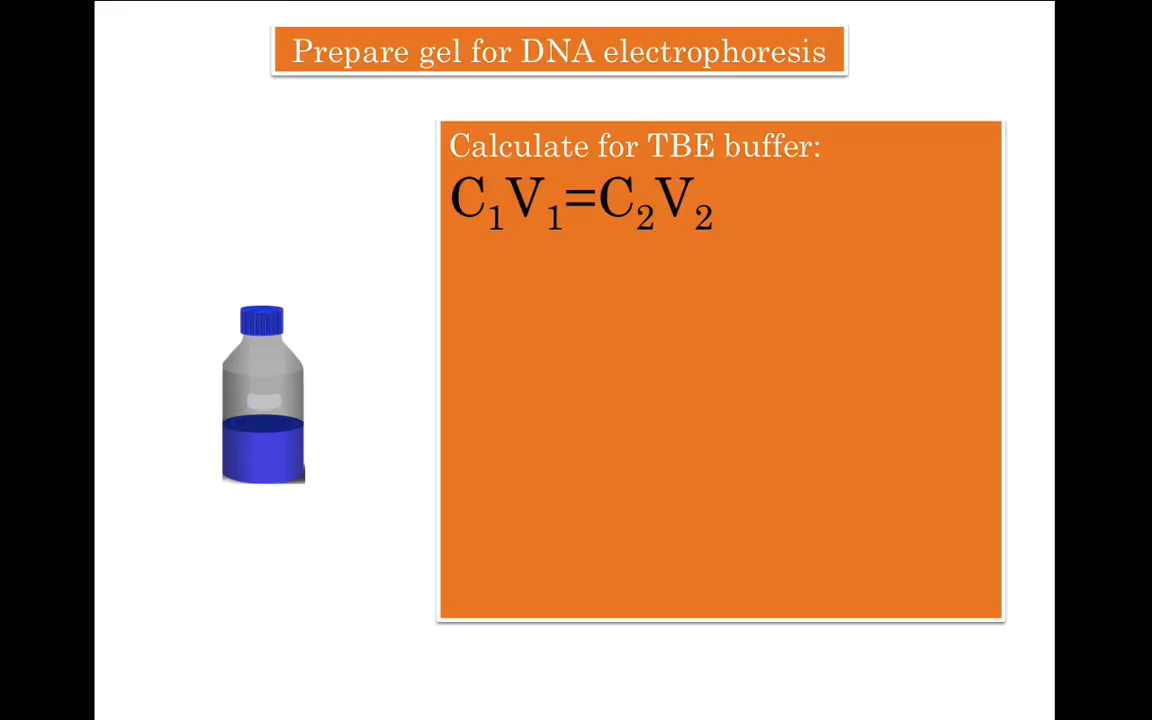 Prepare gel for DNA electrophoresis
Calculate for TBE buffer:
C₁V₁=C₂V₂